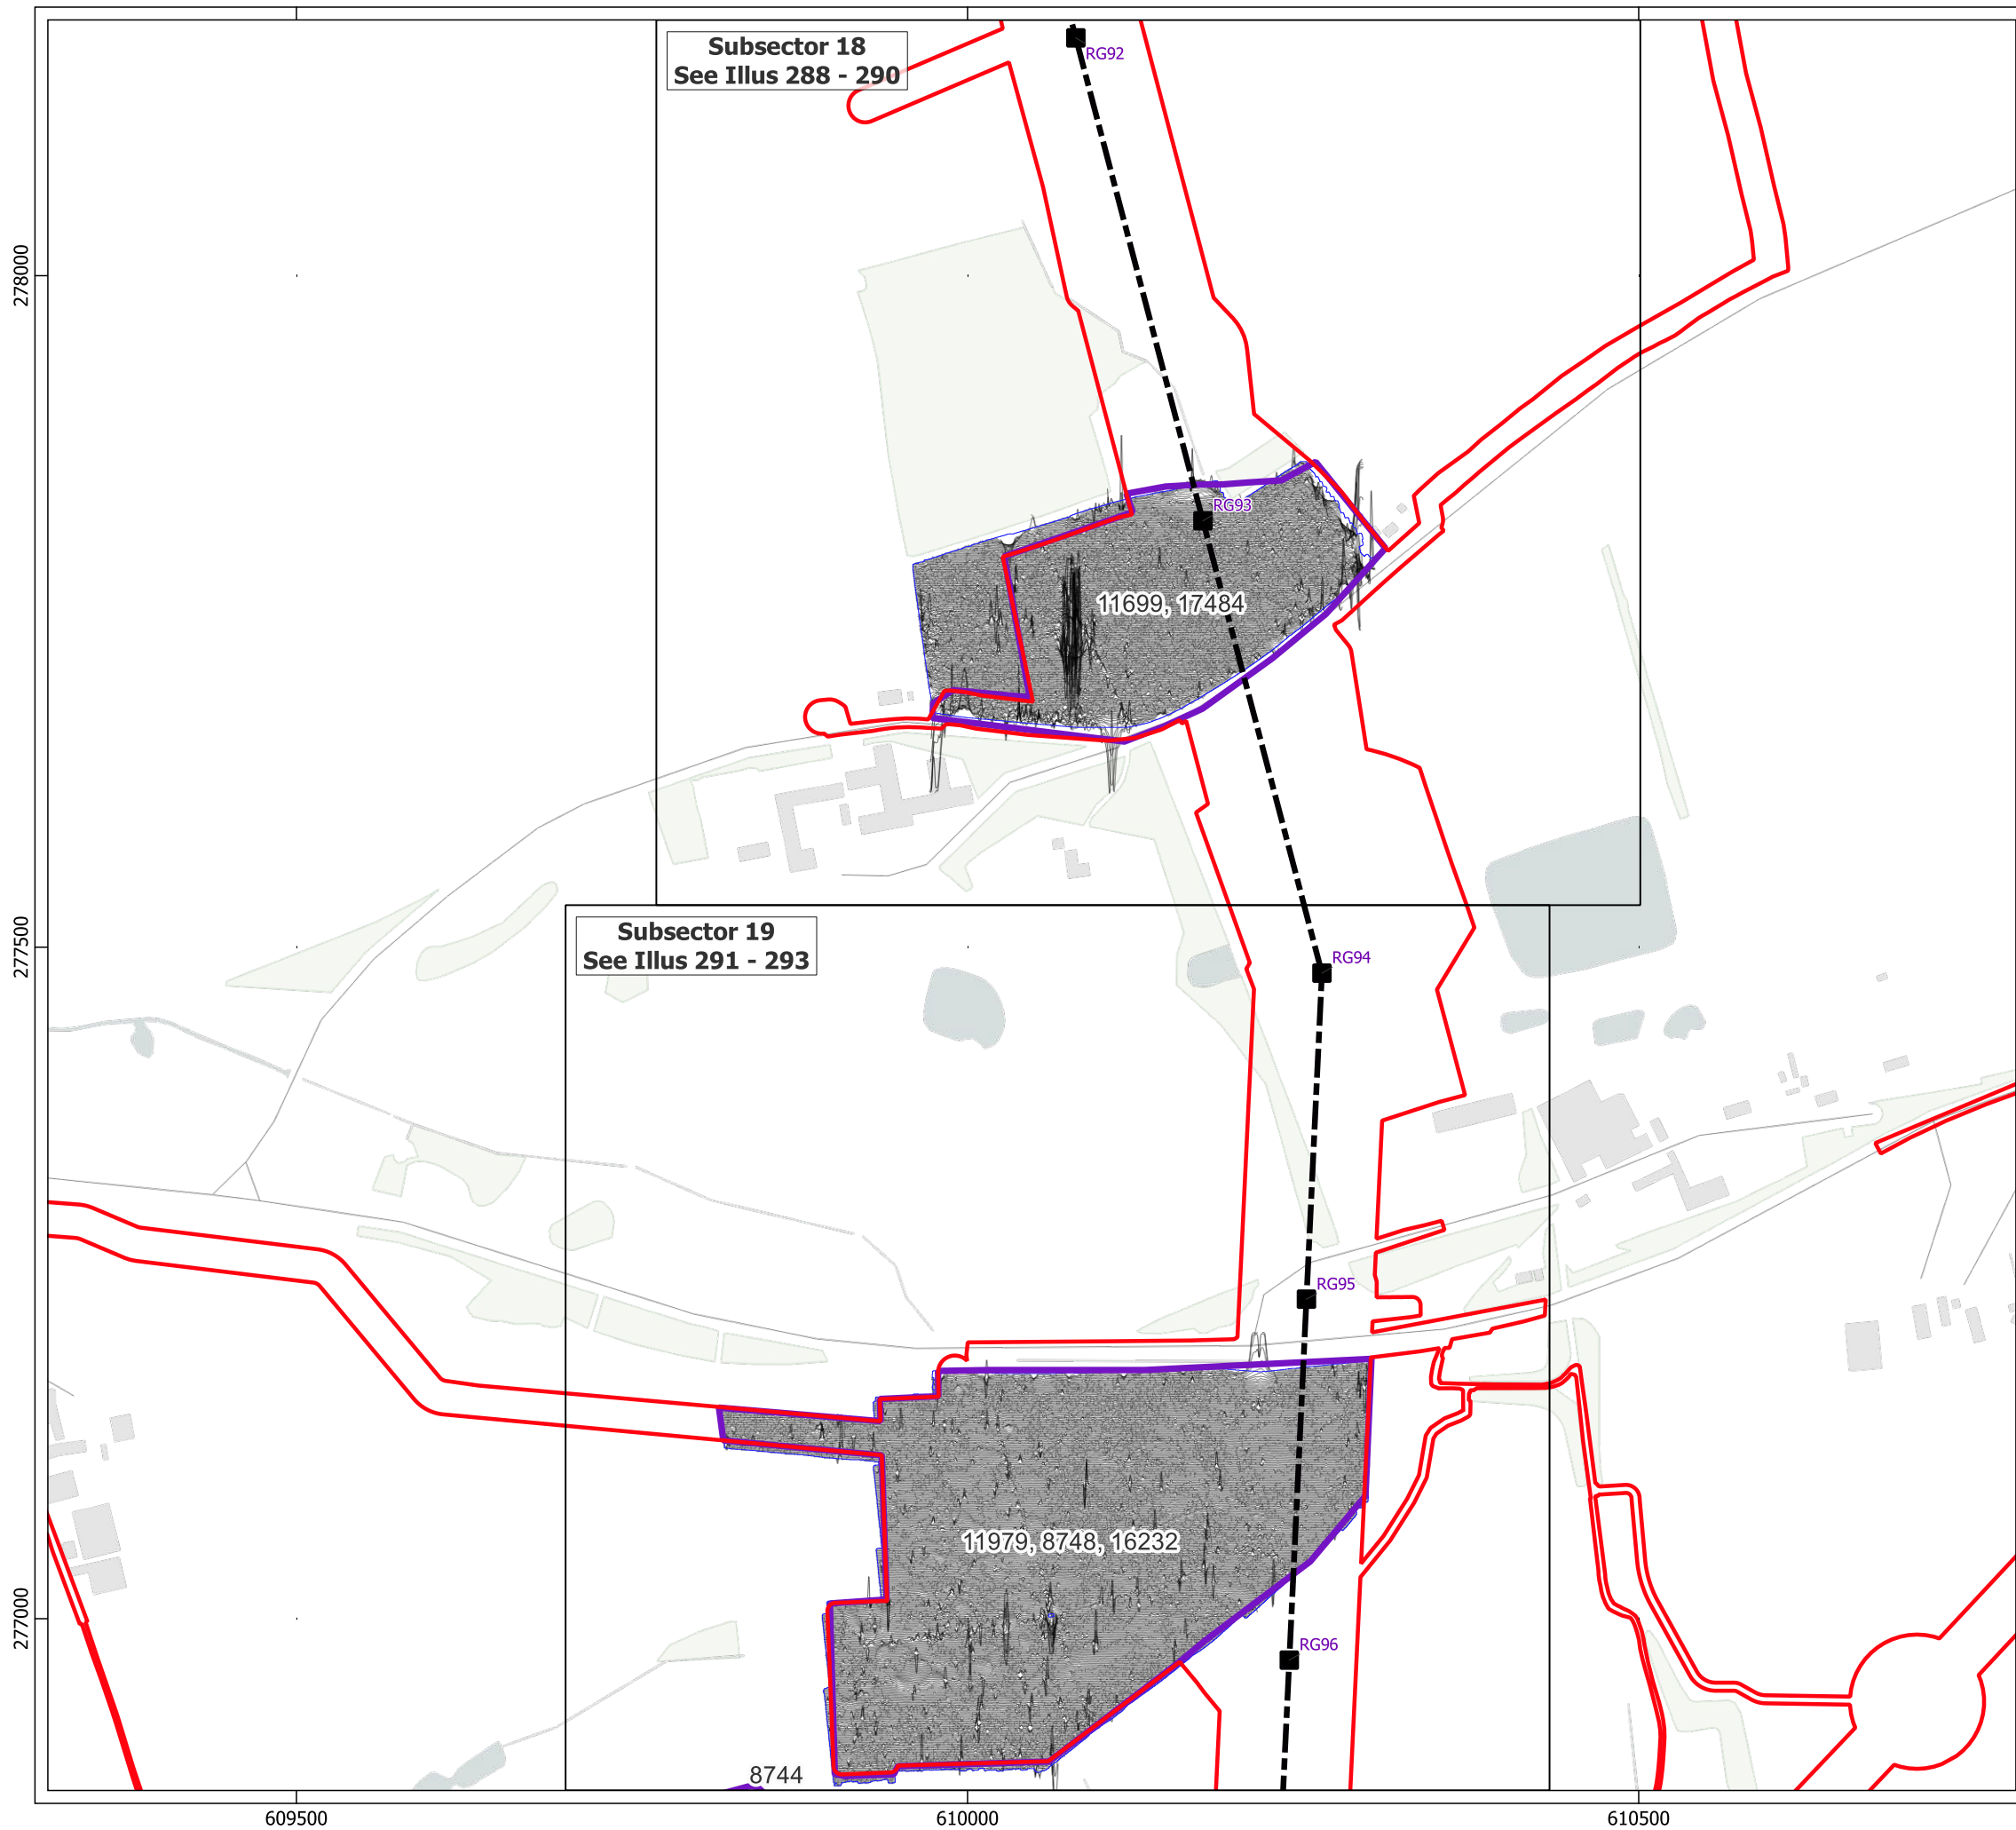 Subsector 18
See Illus 288 - 290
RG92
278000
RG93
11699, 17484
277500
Subsector 19
See Illus 291 - 293
RG94
RG95
11979, 8748, 16232
277000
RG96
8744
609500
610000
610500